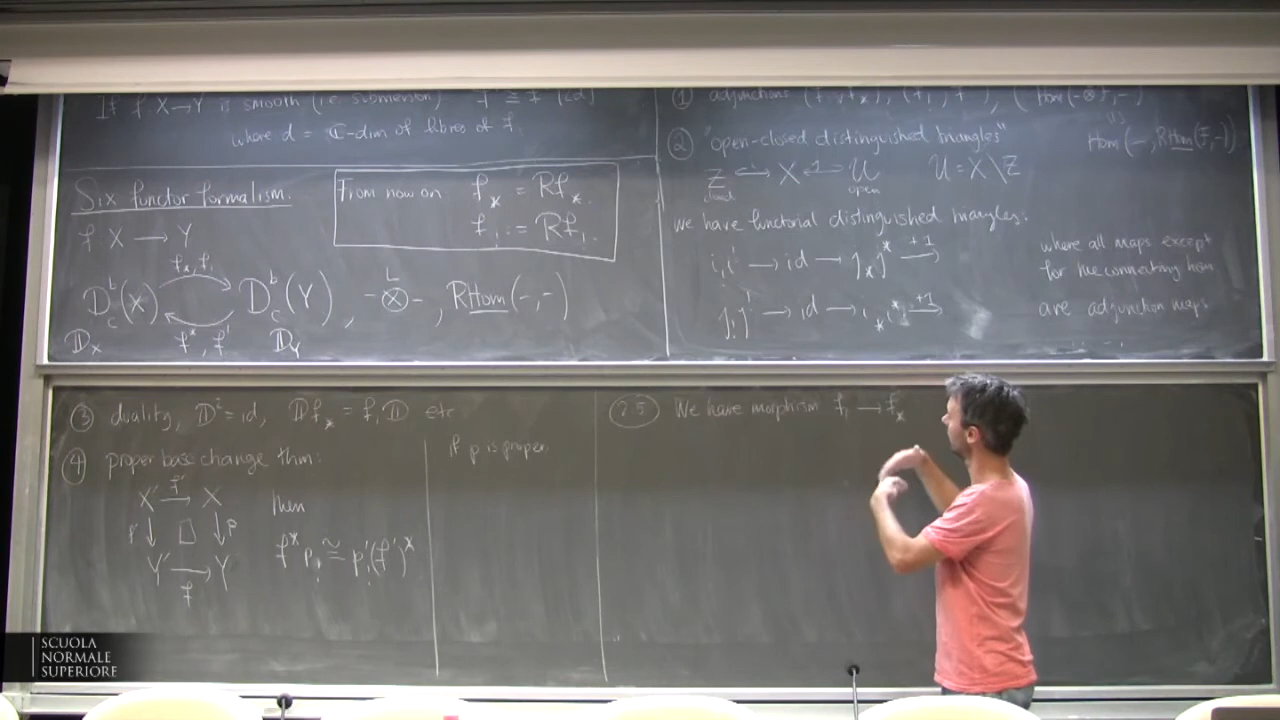 If f X → Y is smooth (i.e. submersion)
where d = ℂ-dim of fibres of f.
Six functor formalism.
From now on f_* = Rf_*.
f_! := Rf_!.
f X → Y
f_*, f_!
D^b_c(X) D^b_c(Y), -⊗^L-, RHom(-,-)
f^*, f^!
𝔻_X 𝔻_Y
① adjunctions (f^*, f_*), (f_!, f^!), (Hom(-⊗F, -)
Hom(-, RHom(F,-))
② "open-closed distinguished triangles"
Z ↪ X ↩ U U = X\Z
closed open
we have functorial distinguished triangles:
i_! i^! → id → j_* j^* +1→
j_! j^! → id → i_* i^* +1→
where all maps except
for the connecting hom
are adjunction maps
③ duality, 𝔻² = id, 𝔻f_* = f_!𝔻 etc
④ proper base change thm:
X' f'→ X
p' ↓ □ ↓ p
Y' → Y
f
then
f^* p_! ≅ p'_! (f')^*
if p is proper.
2.5 We have morphism f_! → f_*
SCUOLA
NORMALE
SUPERIORE